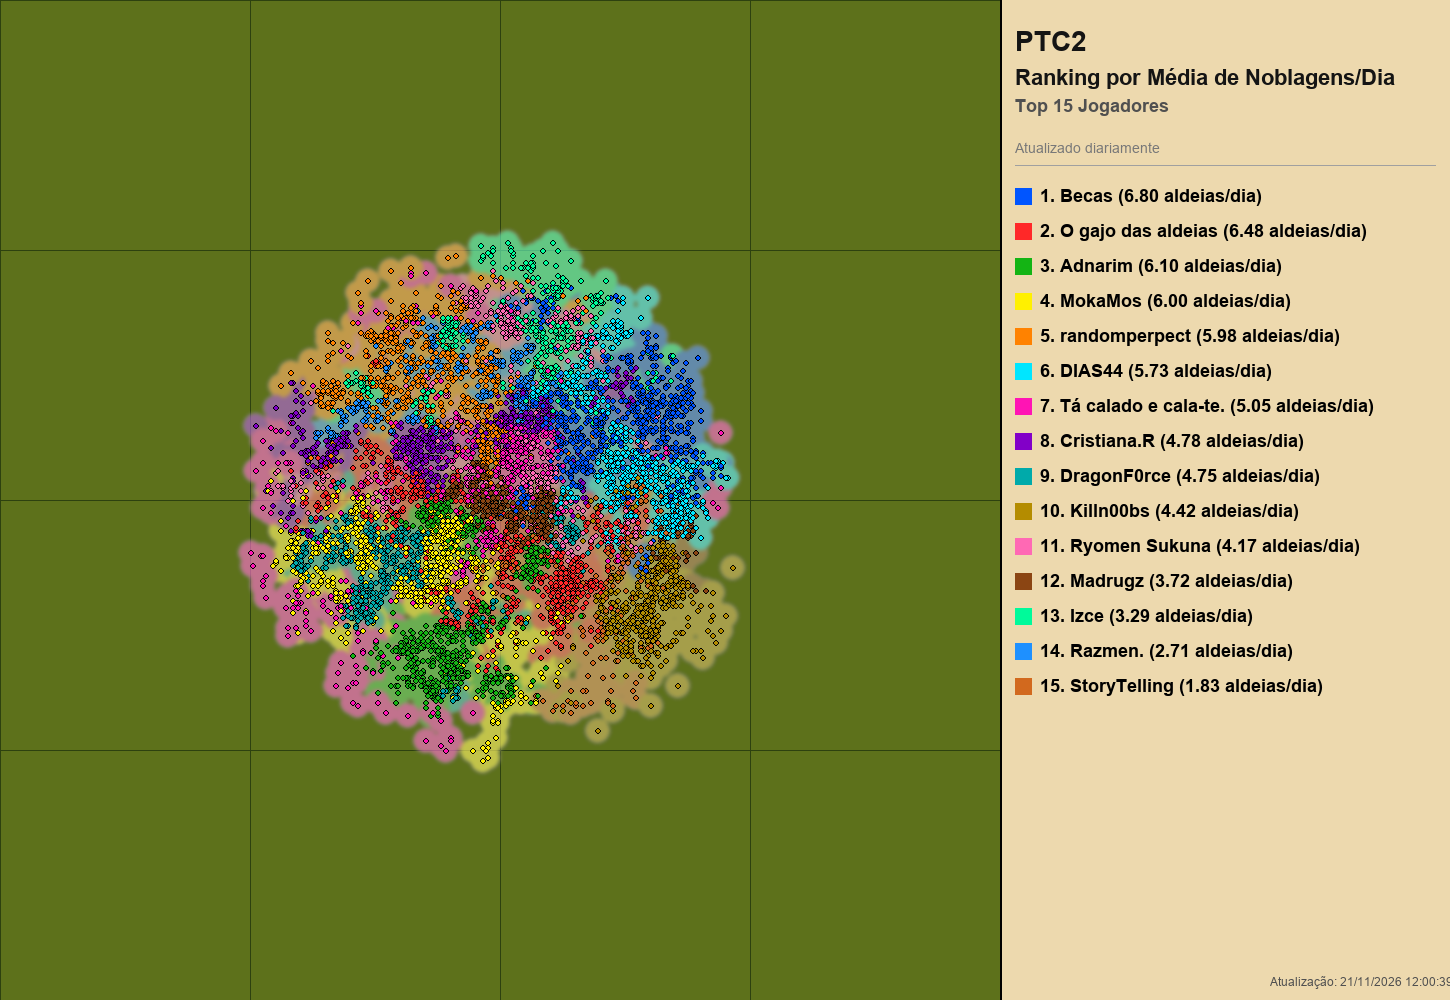 PTC2
Ranking por Média de Noblagens/Dia
Top 15 Jogadores
Atualizado diariamente
1. Becas (6.80 aldeias/dia)
2. O gajo das aldeias (6.48 aldeias/dia)
3. Adnarim (6.10 aldeias/dia)
4. MokaMos (6.00 aldeias/dia)
5. randomperpect (5.98 aldeias/dia)
6. DIAS44 (5.73 aldeias/dia)
7. Tá calado e cala-te. (5.05 aldeias/dia)
8. Cristiana.R (4.78 aldeias/dia)
9. DragonF0rce (4.75 aldeias/dia)
10. Killn00bs (4.42 aldeias/dia)
11. Ryomen Sukuna (4.17 aldeias/dia)
12. Madrugz (3.72 aldeias/dia)
13. Izce (3.29 aldeias/dia)
14. Razmen. (2.71 aldeias/dia)
15. StoryTelling (1.83 aldeias/dia)
Atualização: 21/11/2026 12:00:39